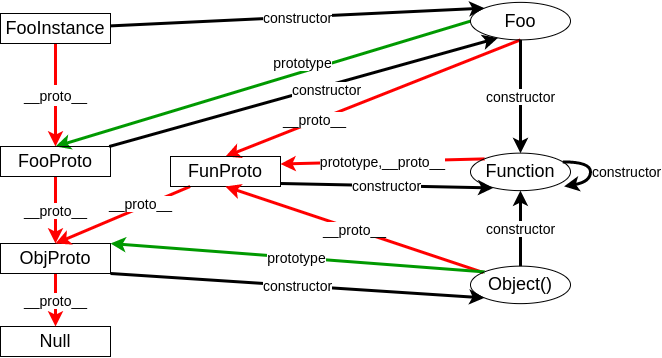 FooInstance
constructor
Foo
prototype
constructor
__proto__
constructor
__proto__
FooProto
FunProto
prototype,__proto__
Function
constructor
constructor
__proto__
__proto__
__proto__
constructor
ObjProto
prototype
constructor
Object()
__proto__
Null